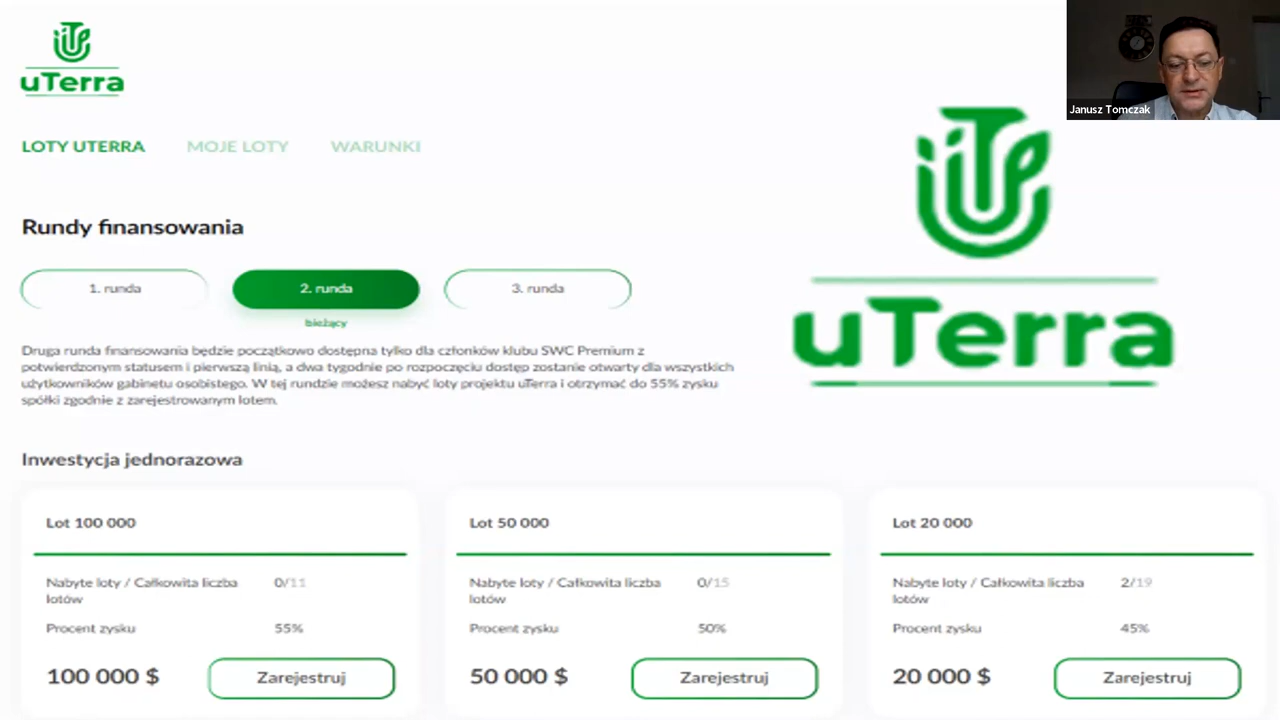 uTerra
Janusz Tomczak
LOTY UTERRA MOJE LOTY WARUNKI
uTerra
Rundy finansowania
1. runda 2. runda 3. runda
bieżący
Druga runda finansowania będzie początkowo dostępna tylko dla członków klubu SWC Premium z
potwierdzonym statusem i pierwszą linią, a dwa tygodnie po rozpoczęciu dostęp zostanie otwarty dla wszystkich
użytkowników gabinetu osobistego. W tej rundzie możesz nabyć loty projektu uTerra i otrzymać do 55% zysku
spółki zgodnie z zarejestrowanym lotem.
Inwestycja jednorazowa
Lot 100 000
Nabyte loty / Całkowita liczba 0/11
lotów
Procent zysku 55%
100 000 $ Zarejestruj
Lot 50 000
Nabyte loty / Całkowita liczba 0/15
lotów
Procent zysku 50%
50 000 $ Zarejestruj
Lot 20 000
Nabyte loty / Całkowita liczba 2/19
lotów
Procent zysku 45%
20 000 $ Zarejestruj